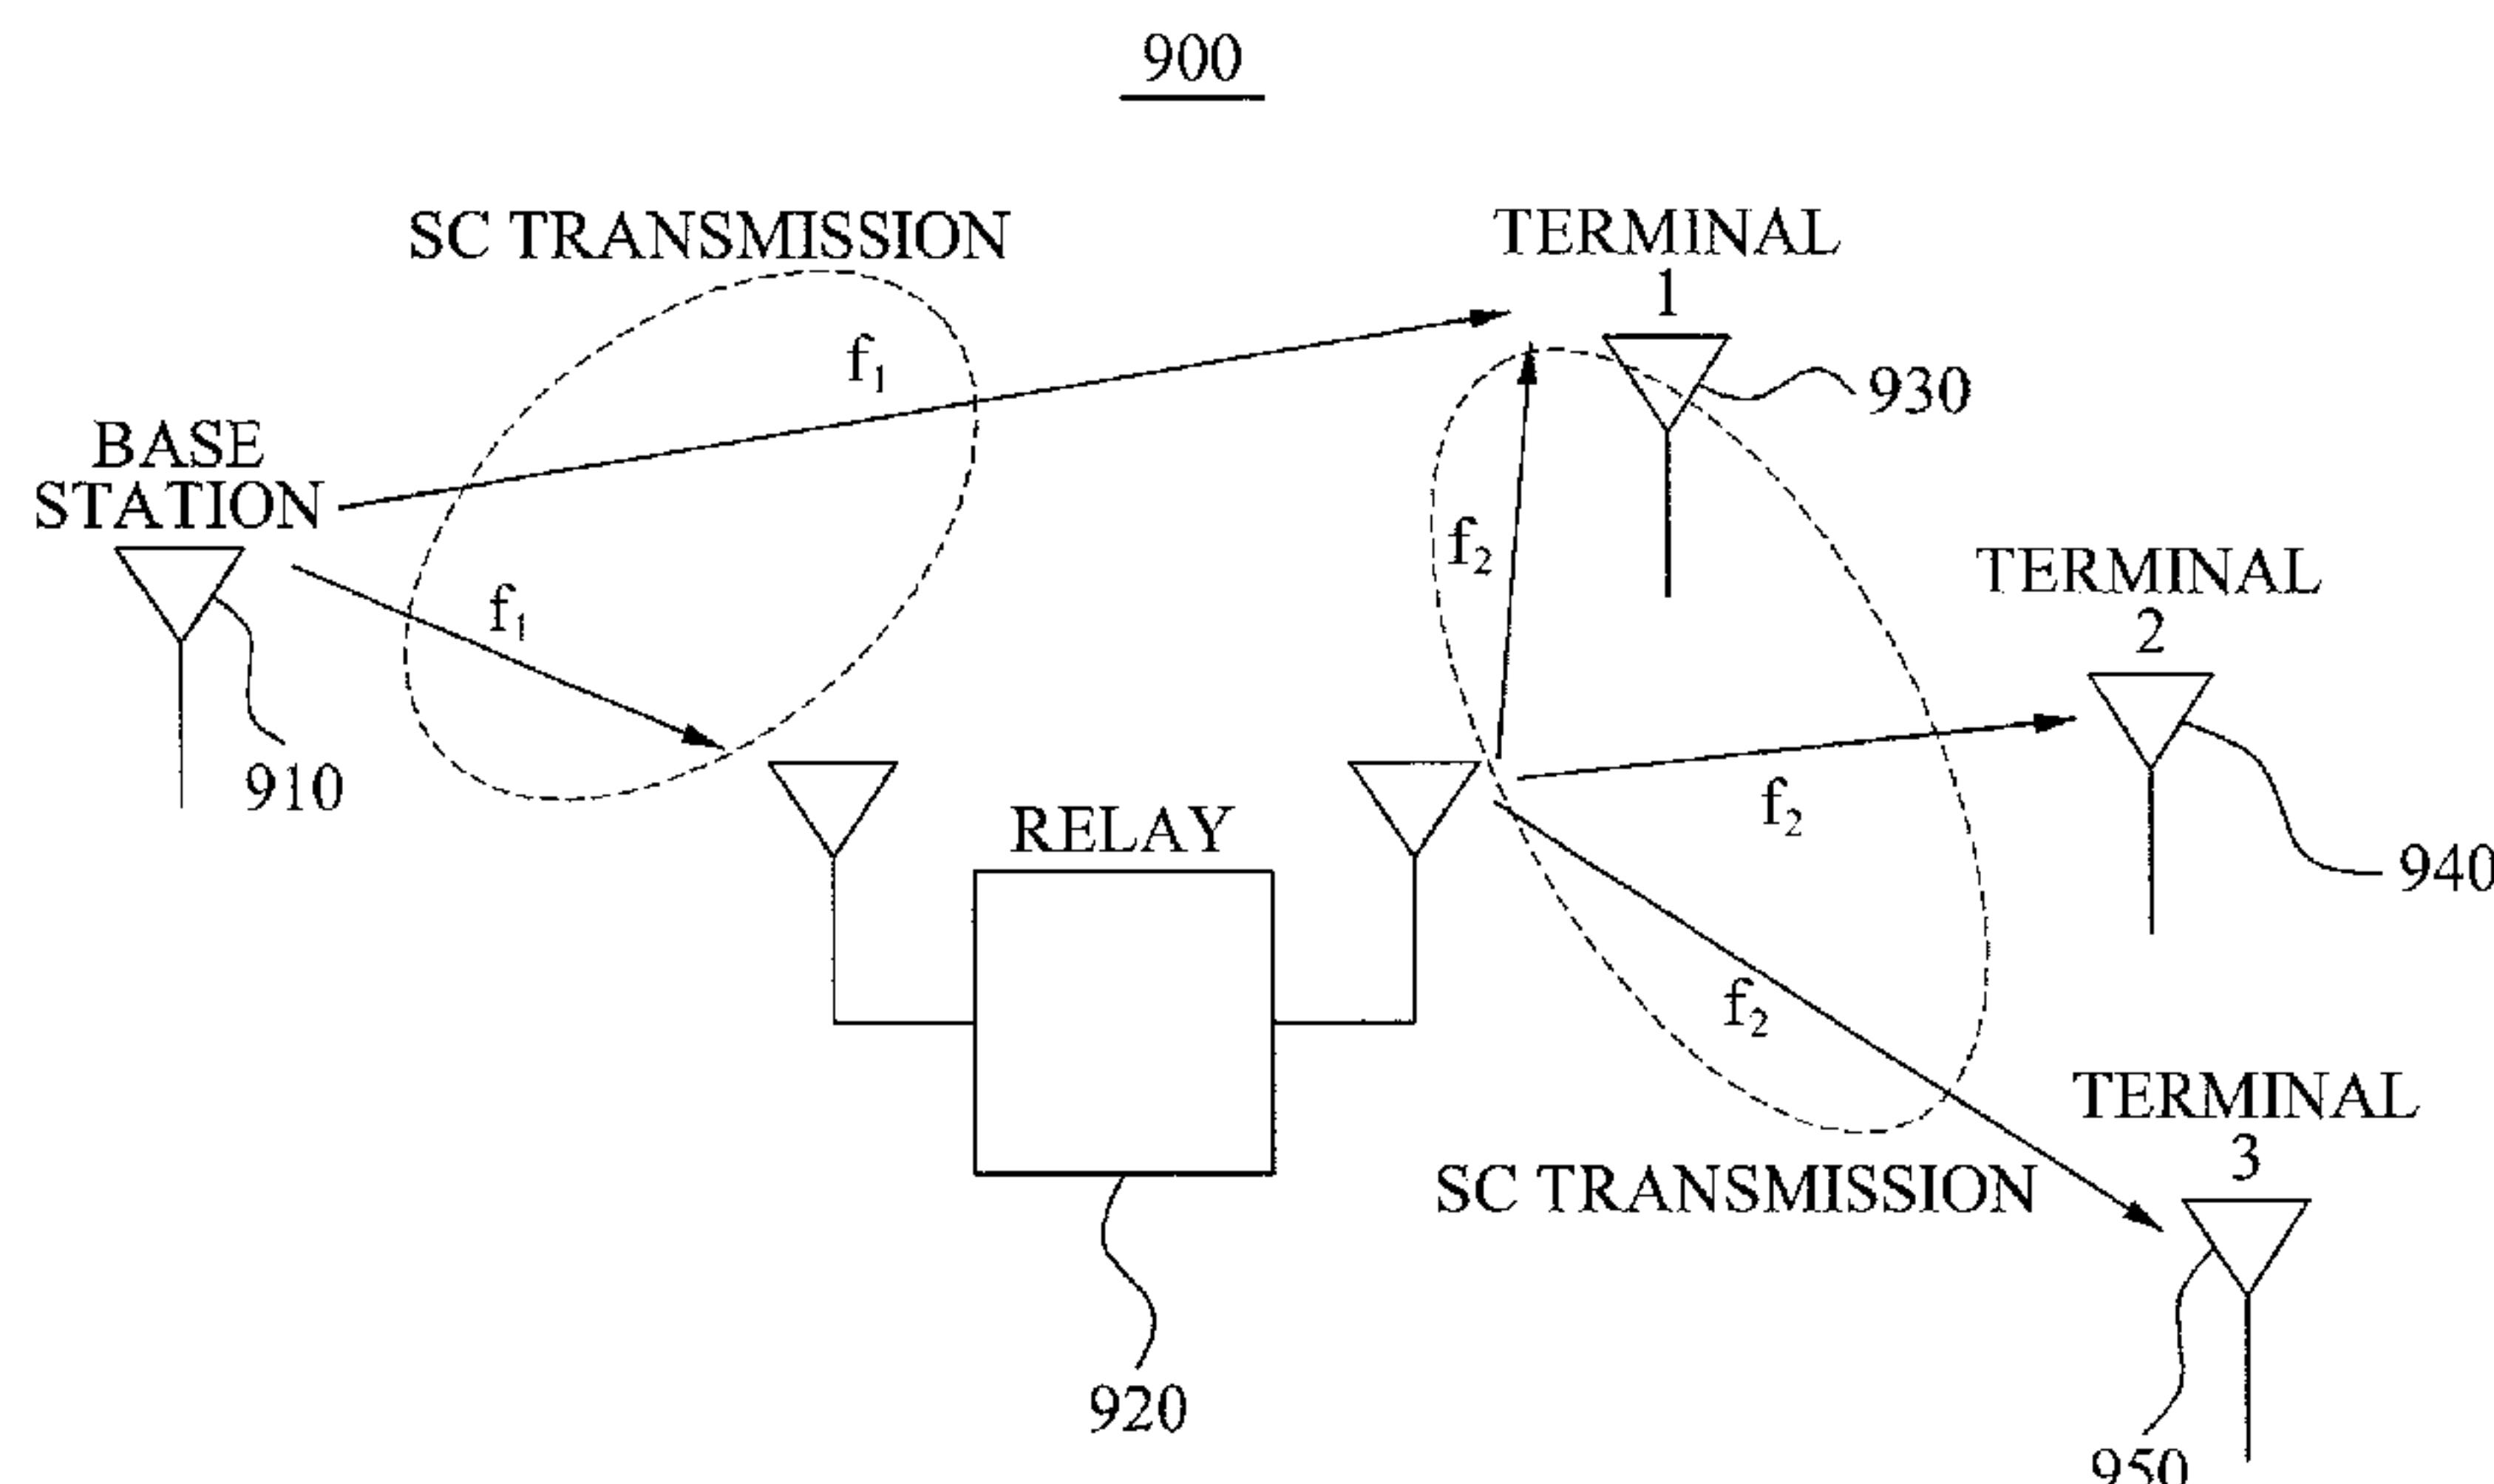 900
SC TRANSMISSION
TERMINAL
1
f₁
930
BASE
STATION
f₂
TERMINAL
2
f₁
910
RELAY
f₂
940
f₂
TERMINAL
3
SC TRANSMISSION
920
950